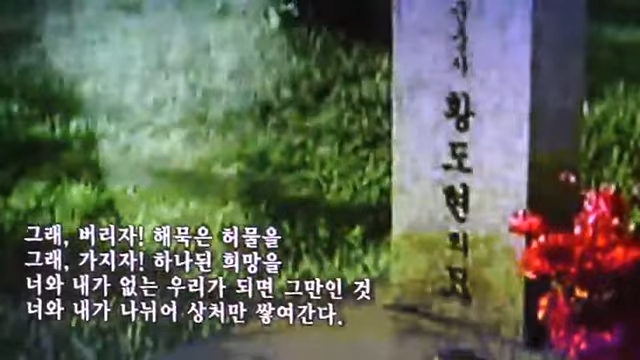 황도현의묘
그래, 버리자! 해묵은 허물을
그래, 가지자! 하나된 희망을
너와 내가 없는 우리가 되면 그만인 것
너와 내가 나뉘어 상처만 쌓여간다.